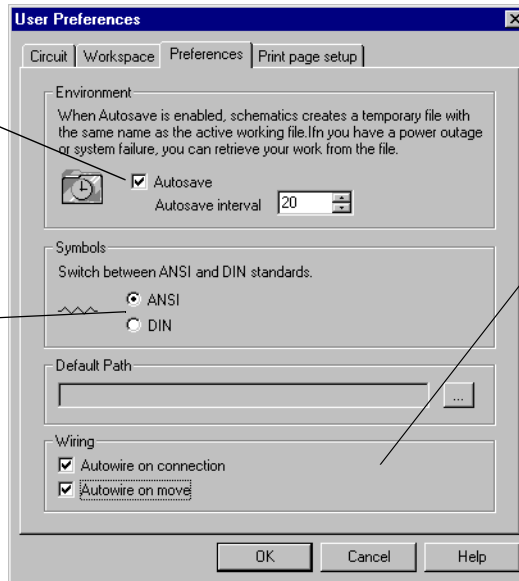 User Preferences
Circuit Workspace Preferences Print page setup
Environment
When Autosave is enabled, schematics creates a temporary file with
the same name as the active working file.Ifn you have a power outage
or system failure, you can retrieve your work from the file.
Autosave
Autosave interval 20
Symbols
Switch between ANSI and DIN standards.
ANSI
DIN
Default Path
...
Wiring
Autowire on connection
Autowire on move
OK Cancel Help